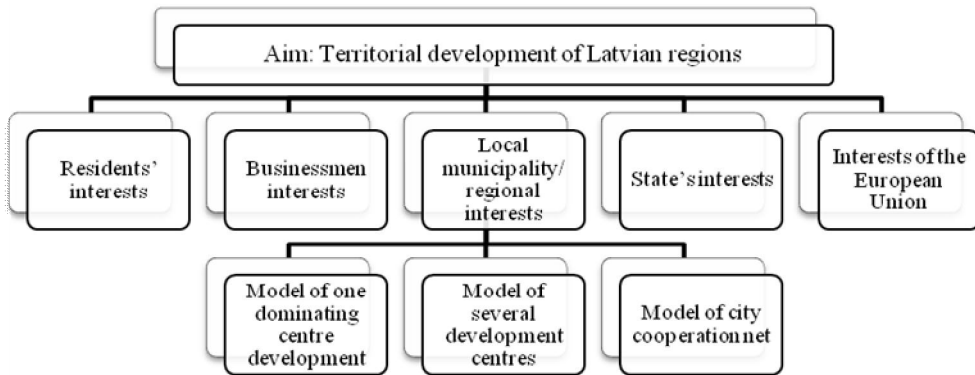 Aim: Territorial development of Latvian regions
Residents'
interests
Businessmen
interests
Local
municipality/
regional
interests
State's interests
Interests of the
European
Union
Model of one
dominating
centre
development
Model of
several
development
centres
Model of city
cooperation net